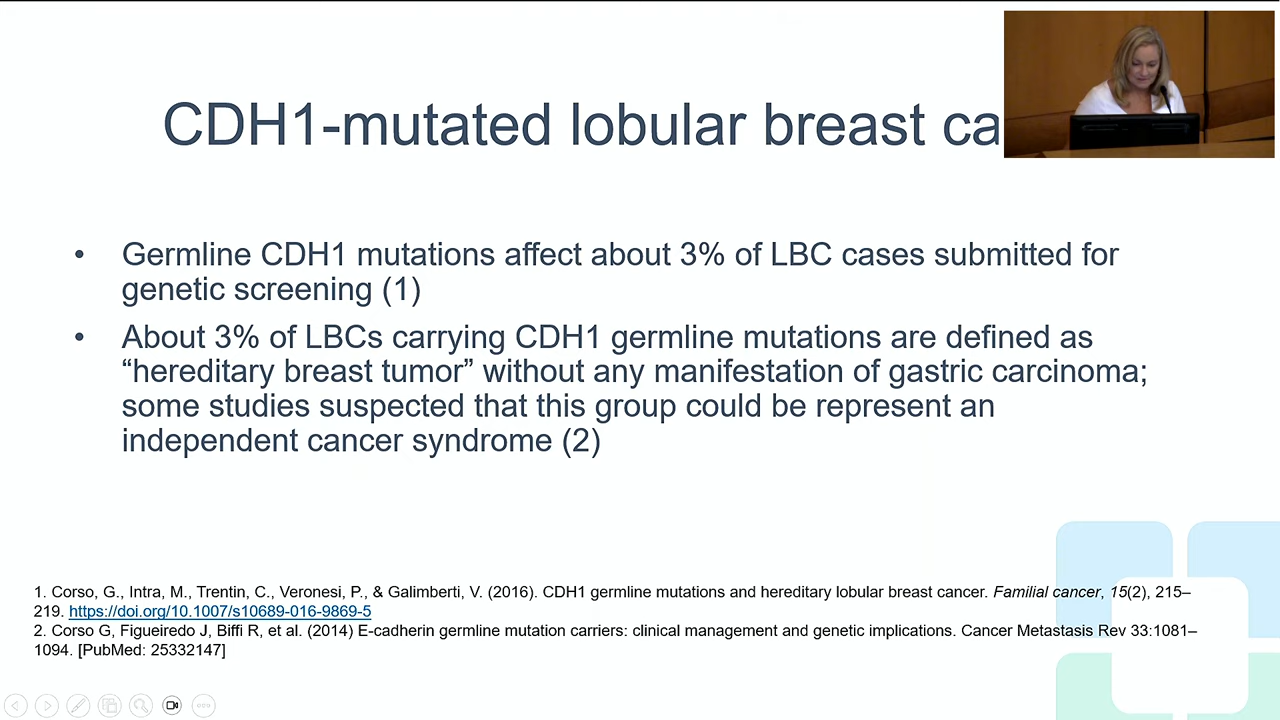 CDH1-mutated lobular breast ca
• Germline CDH1 mutations affect about 3% of LBC cases submitted for
genetic screening (1)
• About 3% of LBCs carrying CDH1 germline mutations are defined as
“hereditary breast tumor” without any manifestation of gastric carcinoma;
some studies suspected that this group could be represent an
independent cancer syndrome (2)
1. Corso, G., Intra, M., Trentin, C., Veronesi, P., & Galimberti, V. (2016). CDH1 germline mutations and hereditary lobular breast cancer. Familial cancer, 15(2), 215–
219. https://doi.org/10.1007/s10689-016-9869-5
2. Corso G, Figueiredo J, Biffi R, et al. (2014) E-cadherin germline mutation carriers: clinical management and genetic implications. Cancer Metastasis Rev 33:1081–
1094. [PubMed: 25332147]